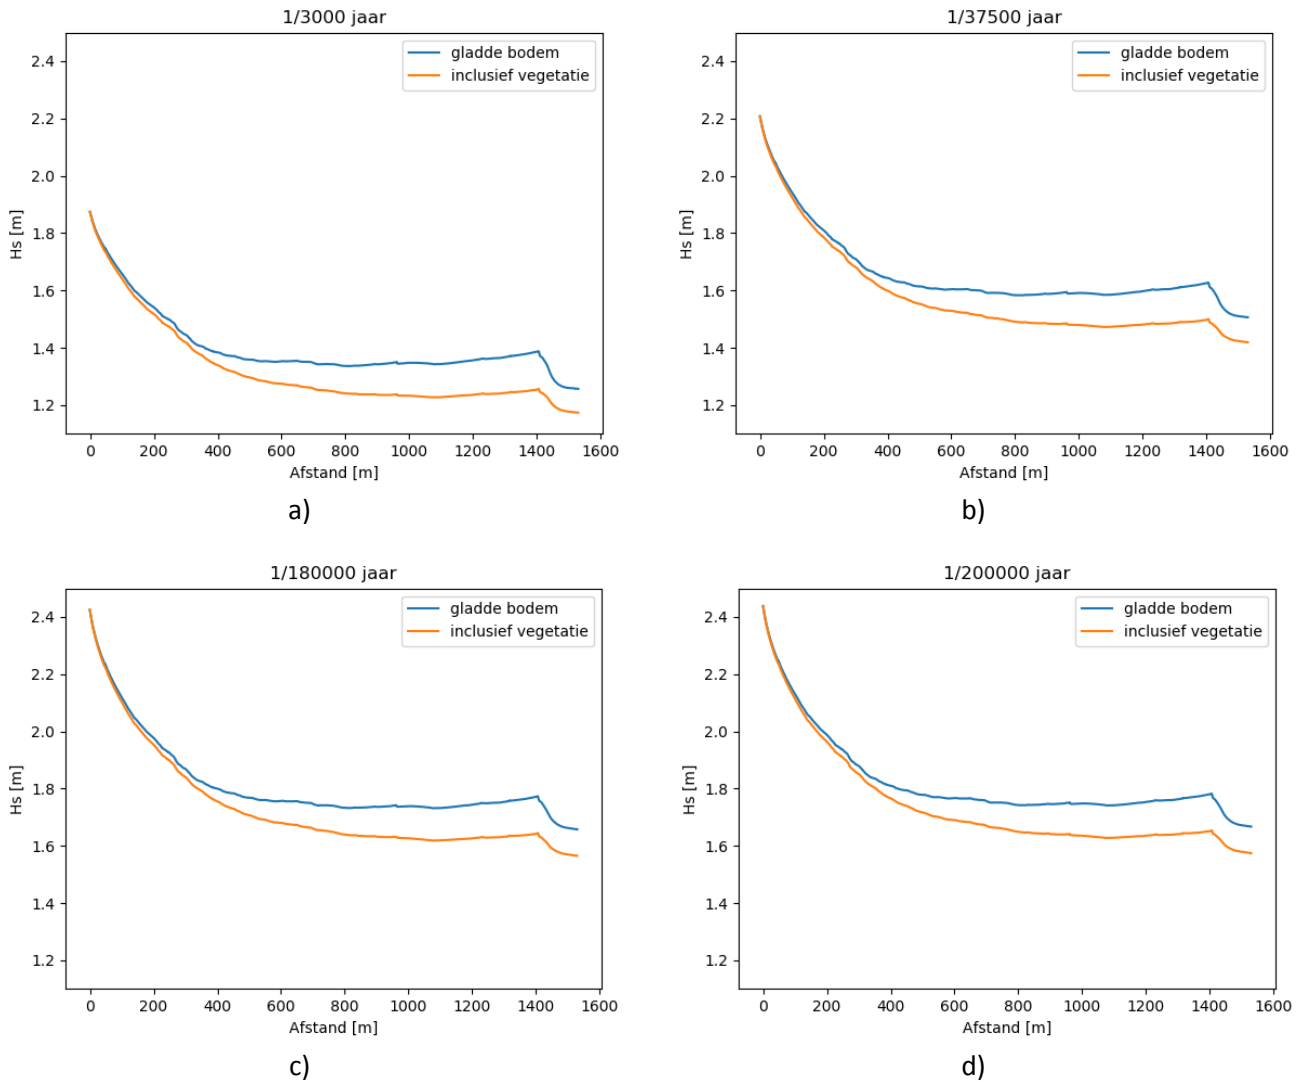 1/3000 jaar
gladde bodem
inclusief vegetatie
2.4
2.2
2.0
1.8
1.6
1.4
1.2
Hs [m]
0 200 400 600 800 1000 1200 1400 1600
Afstand [m]
a)
1/37500 jaar
gladde bodem
inclusief vegetatie
2.4
2.2
2.0
1.8
1.6
1.4
1.2
Hs [m]
0 200 400 600 800 1000 1200 1400 1600
Afstand [m]
b)
1/180000 jaar
gladde bodem
inclusief vegetatie
2.4
2.2
2.0
1.8
1.6
1.4
1.2
Hs [m]
0 200 400 600 800 1000 1200 1400 1600
Afstand [m]
c)
1/200000 jaar
gladde bodem
inclusief vegetatie
2.4
2.2
2.0
1.8
1.6
1.4
1.2
Hs [m]
0 200 400 600 800 1000 1200 1400 1600
Afstand [m]
d)